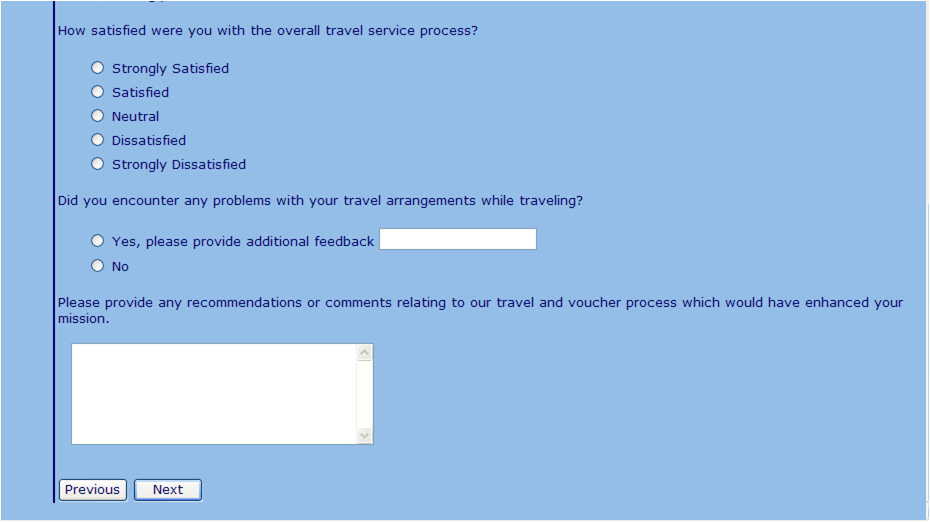 How satisfied were you with the overall travel service process?
Strongly Satisfied
Satisfied
Neutral
Dissatisfied
Strongly Dissatisfied
Did you encounter any problems with your travel arrangements while traveling?
Yes, please provide additional feedback
No
Please provide any recommendations or comments relating to our travel and voucher process which would have enhanced your
mission.
Previous Next